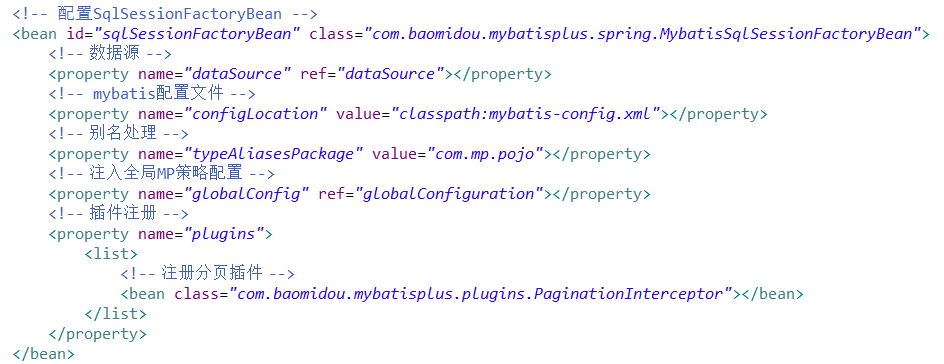 <!-- 配置SqlSessionFactoryBean -->
<bean id="sqlSessionFactoryBean" class="com.baomidou.mybatisplus.spring.MybatisSqlSessionFactoryBean">
    <!-- 数据源 -->
    <property name="dataSource" ref="dataSource"></property>
    <!-- mybatis配置文件 -->
    <property name="configLocation" value="classpath:mybatis-config.xml"></property>
    <!-- 别名处理 -->
    <property name="typeAliasesPackage" value="com.mp.pojo"></property>
    <!-- 注入全局MP策略配置 -->
    <property name="globalConfig" ref="globalConfiguration"></property>
    <!-- 插件注册 -->
    <property name="plugins">
        <list>
            <!-- 注册分页插件 -->
            <bean class="com.baomidou.mybatisplus.plugins.PaginationInterceptor"></bean>
        </list>
    </property>
</bean>